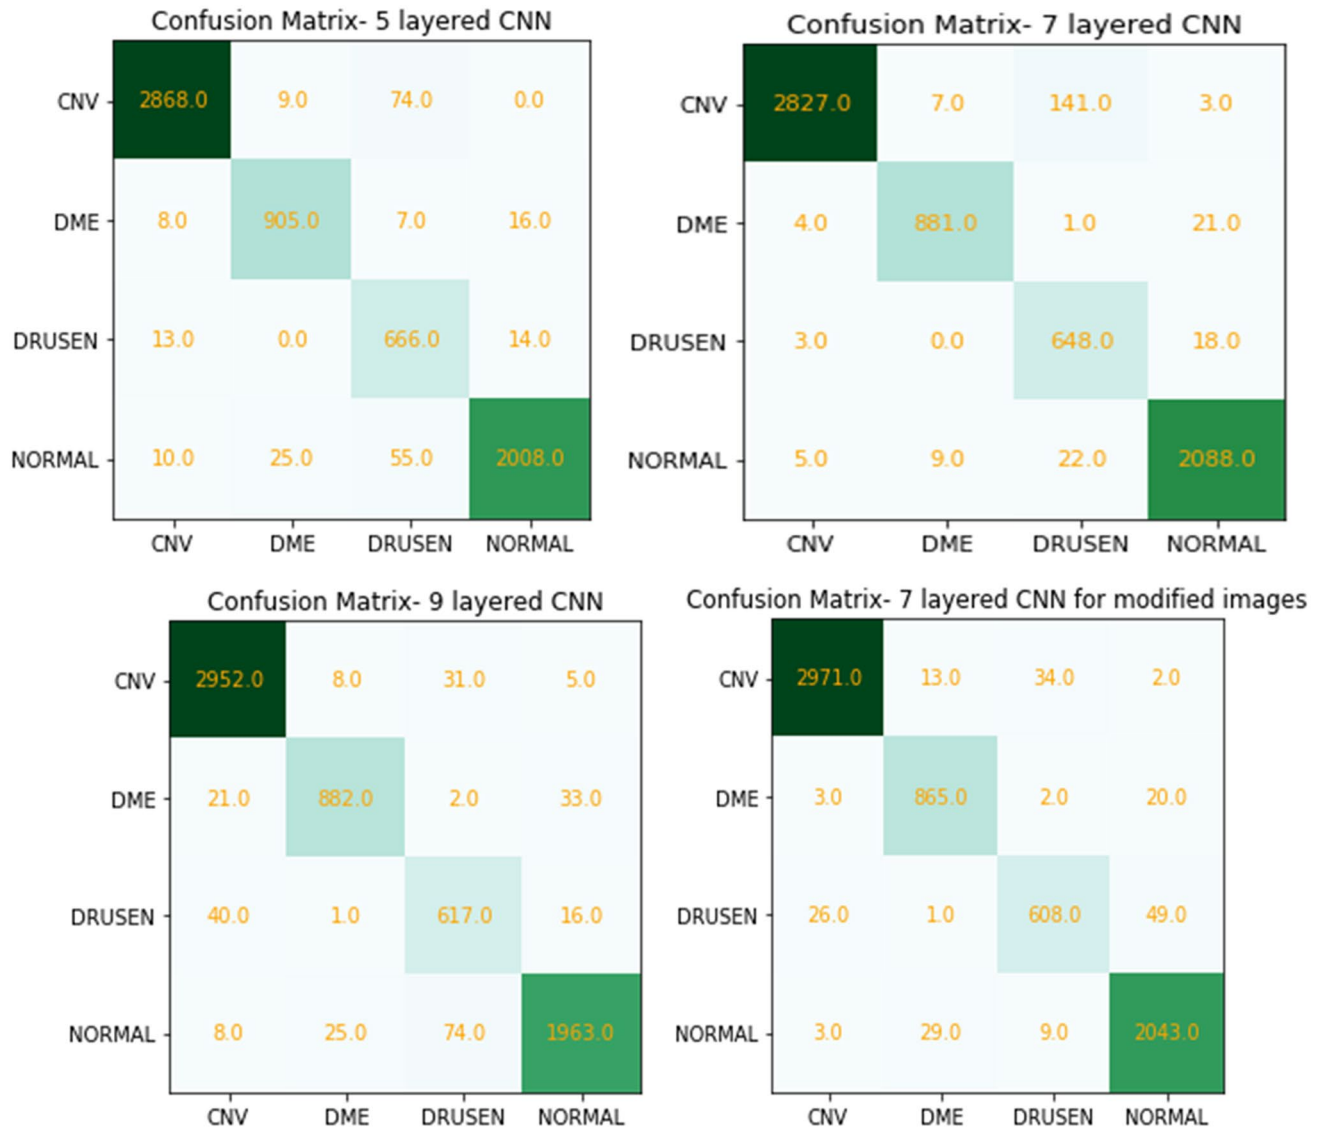 Confusion Matrix- 5 layered CNN
CNV 2868.0 9.0 74.0 0.0
DME 8.0 905.0 7.0 16.0
DRUSEN 13.0 0.0 666.0 14.0
NORMAL 10.0 25.0 55.0 2008.0
CNV DME DRUSEN NORMAL
Confusion Matrix- 7 layered CNN
CNV 2827.0 7.0 141.0 3.0
DME 4.0 881.0 1.0 21.0
DRUSEN 3.0 0.0 648.0 18.0
NORMAL 5.0 9.0 22.0 2088.0
CNV DME DRUSEN NORMAL
Confusion Matrix- 9 layered CNN
CNV 2952.0 8.0 31.0 5.0
DME 21.0 882.0 2.0 33.0
DRUSEN 40.0 1.0 617.0 16.0
NORMAL 8.0 25.0 74.0 1963.0
CNV DME DRUSEN NORMAL
Confusion Matrix- 7 layered CNN for modified images
CNV 2971.0 13.0 34.0 2.0
DME 3.0 865.0 2.0 20.0
DRUSEN 26.0 1.0 608.0 49.0
NORMAL 3.0 29.0 9.0 2043.0
CNV DME DRUSEN NORMAL